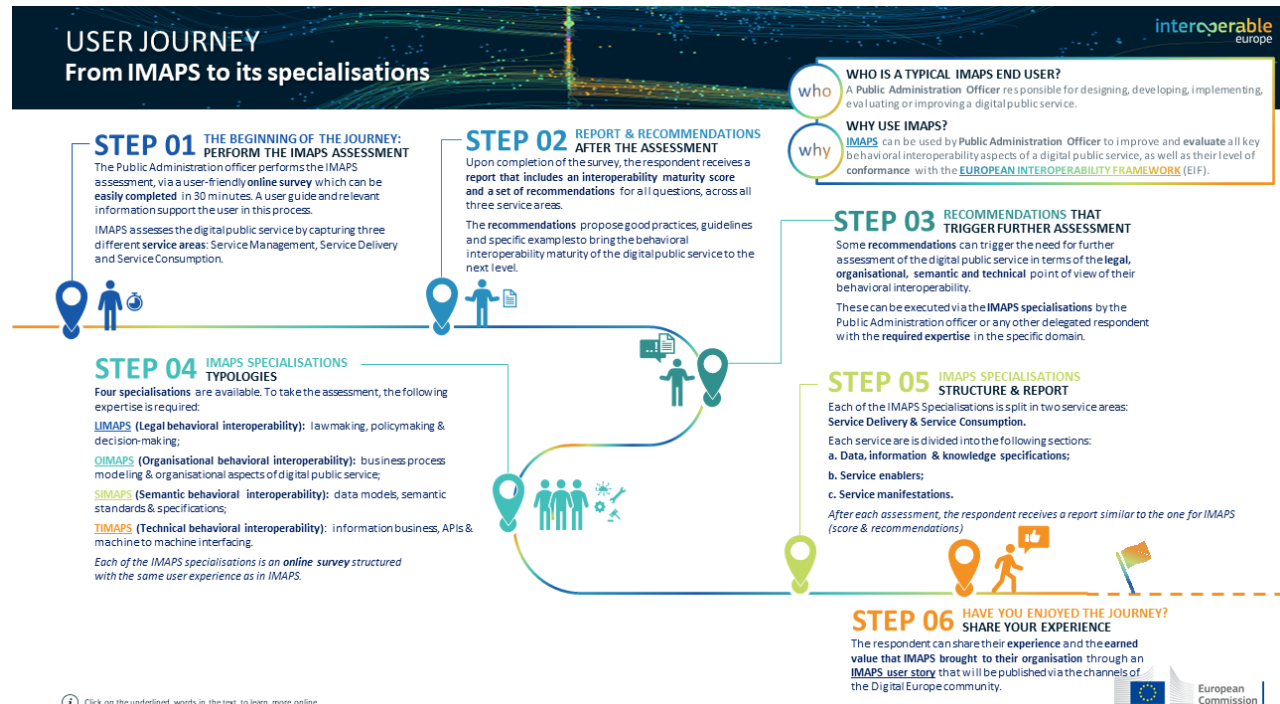 USER JOURNEY
From IMAPS to its specialisations
interoperable
europe
who
WHO IS A TYPICAL IMAPS END USER?
A Public Administration Officer responsible for designing, developing, implementing,
evaluating or improving a digital public service.
why
WHY USE IMAPS?
IMAPS can be used by Public Administration Officer to improve and evaluate all key
behavioral interoperability aspects of a digital public service, as well as their level of
conformance with the EUROPEAN INTEROPERABILITY FRAMEWORK (EIF).
STEP 01 THE BEGINNING OF THE JOURNEY:
PERFORM THE IMAPS ASSESSMENT
The Public Administration officer performs the IMAPS
assessment, via a user-friendly online survey which can be
easily completed in 30 minutes. A user guide and relevant
information support the user in this process.
IMAPS assesses the digital public service by capturing three
different service areas: Service Management, Service Delivery
and Service Consumption.
STEP 02 REPORT & RECOMMENDATIONS
AFTER THE ASSESSMENT
Upon completion of the survey, the respondent receives a
report that includes an interoperability maturity score
and a set of recommendations for all questions, across all
three service areas.
The recommendations propose good practices, guidelines
and specific examples to bring the behavioral
interoperability maturity of the digital public service to the
next level.
STEP 03 RECOMMENDATIONS THAT
TRIGGER FURTHER ASSESSMENT
Some recommendations can trigger the need for further
assessment of the digital public service in terms of the legal,
organisational, semantic and technical point of view of their
behavioral interoperability.
These can be executed via the IMAPS specialisations by the
Public Administration officer or any other delegated respondent
with the required expertise in the specific domain.
STEP 04 IMAPS SPECIALISATIONS
TYPOLOGIES
Four specialisations are available. To take the assessment, the following
expertise is required:
LIMAPS (Legal behavioral interoperability): lawmaking, policymaking &
decision-making;
OIMAPS (Organisational behavioral interoperability): business process
modeling & organisational aspects of digital public service;
SIMAPS (Semantic behavioral interoperability): data models, semantic
standards & specifications;
TIMAPS (Technical behavioral interoperability): information business, APIs &
machine to machine interfacing.
Each of the IMAPS specialisations is an online survey structured
with the same user experience as in IMAPS.
STEP 05 IMAPS SPECIALISATIONS
STRUCTURE & REPORT
Each of the IMAPS Specialisations is split in two service areas:
Service Delivery & Service Consumption.
Each service are is divided into the following sections:
a. Data, information & knowledge specifications;
b. Service enablers;
c. Service manifestations.
After each assessment, the respondent receives a report similar to the one for IMAPS
(score & recommendations)
STEP 06 HAVE YOU ENJOYED THE JOURNEY?
SHARE YOUR EXPERIENCE
The respondent can share their experience and the earned
value that IMAPS brought to their organisation through an
IMAPS user story that will be published via the channels of
the Digital Europe community.
i Click on the underlined words in the text to learn more online
European
Commission